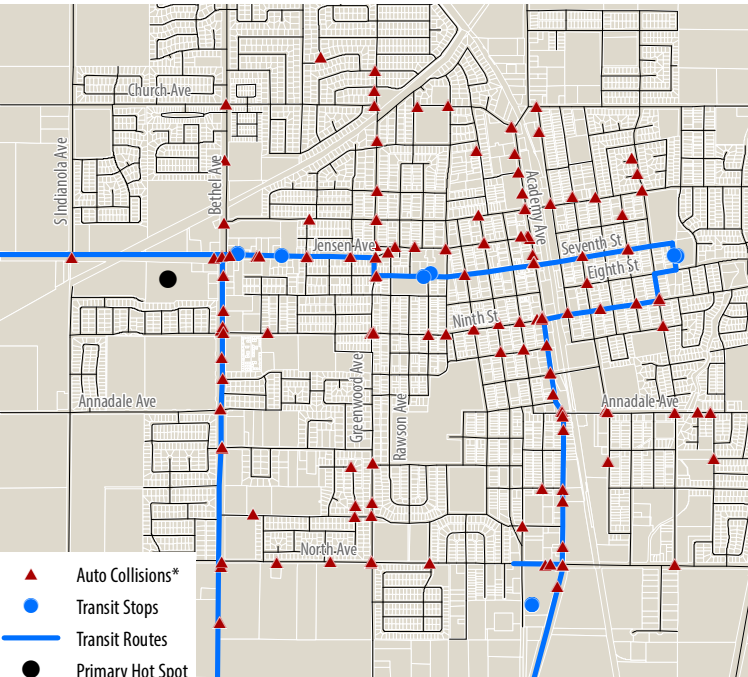 Church Ave
S Indianola Ave
Bethel Ave
Academy Ave
Jensen Ave
Seventh St
Eighth St
Ninth St
Greenwood Ave
Rawson Ave
Annadale Ave
Annadale Ave
North Ave
Auto Collisions*
Transit Stops
Transit Routes
Primary Hot Spot